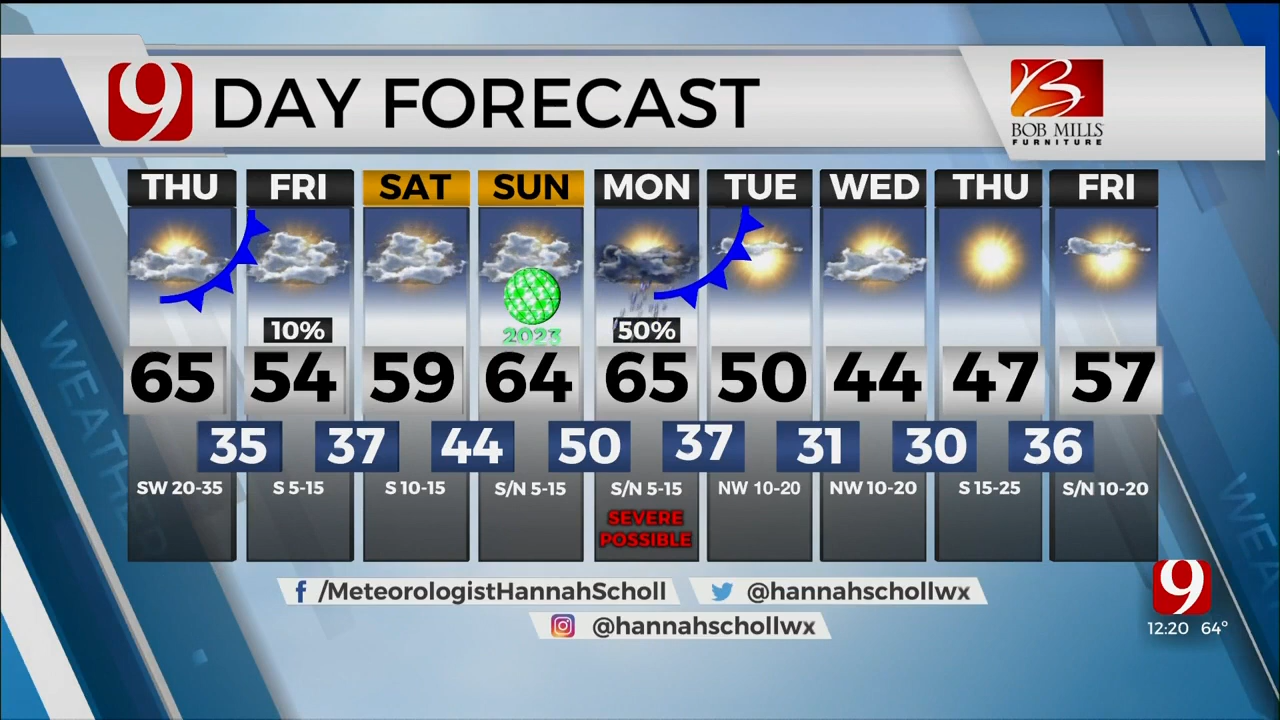 9 DAY FORECAST
B
BOB MILLS
FURNITURE
THU FRI SAT SUN MON TUE WED THU FRI
2023
10% 50%
65 54 59 64 65 50 44 47 57
35 37 44 50 37 31 30 36
SW 20-35 S 5-15 S 10-15 S/N 5-15 S/N 5-15 NW 10-20 NW 10-20 S 15-25 S/N 10-20
SEVERE
POSSIBLE
f /MeteorologistHannahScholl @hannahschollwx
@hannahschollwx
9
12:20 64°
WEATHER